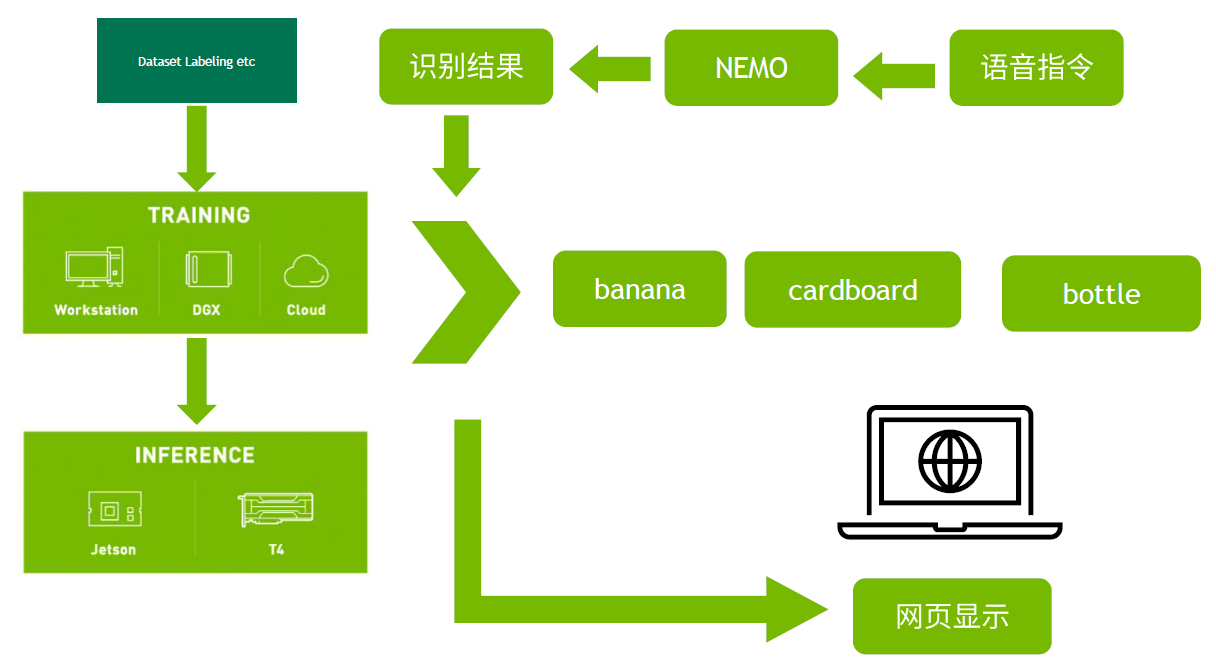 Dataset Labeling etc
识别结果
NEMO
语音指令
TRAINING
Workstation
DGX
Cloud
banana
cardboard
bottle
INFERENCE
Jetson
T4
网页显示